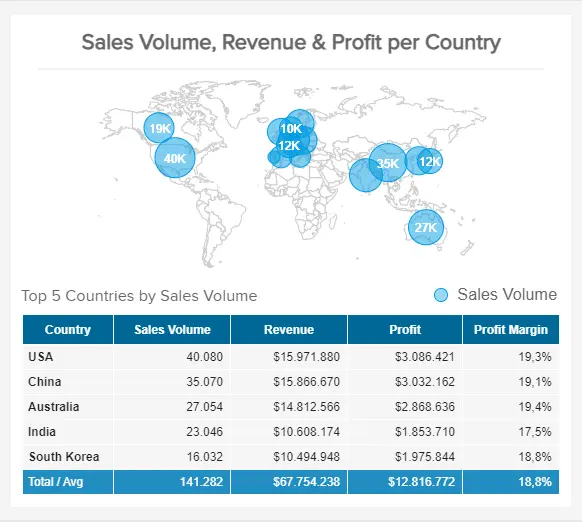 Sales Volume, Revenue & Profit per Country
19K
10K
40K
12K
35K
12K
27K
Top 5 Countries by Sales Volume
Sales Volume
Country Sales Volume Revenue Profit Profit Margin
USA 40.080 $15.971.880 $3.086.421 19,3%
China 35.070 $15.866.670 $3.032.162 19,1%
Australia 27.054 $14.812.566 $2.868.636 19,4%
India 23.046 $10.608.174 $1.853.710 17,5%
South Korea 16.032 $10.494.948 $1.975.844 18,8%
Total / Avg 141.282 $67.754.238 $12.816.772 18,8%